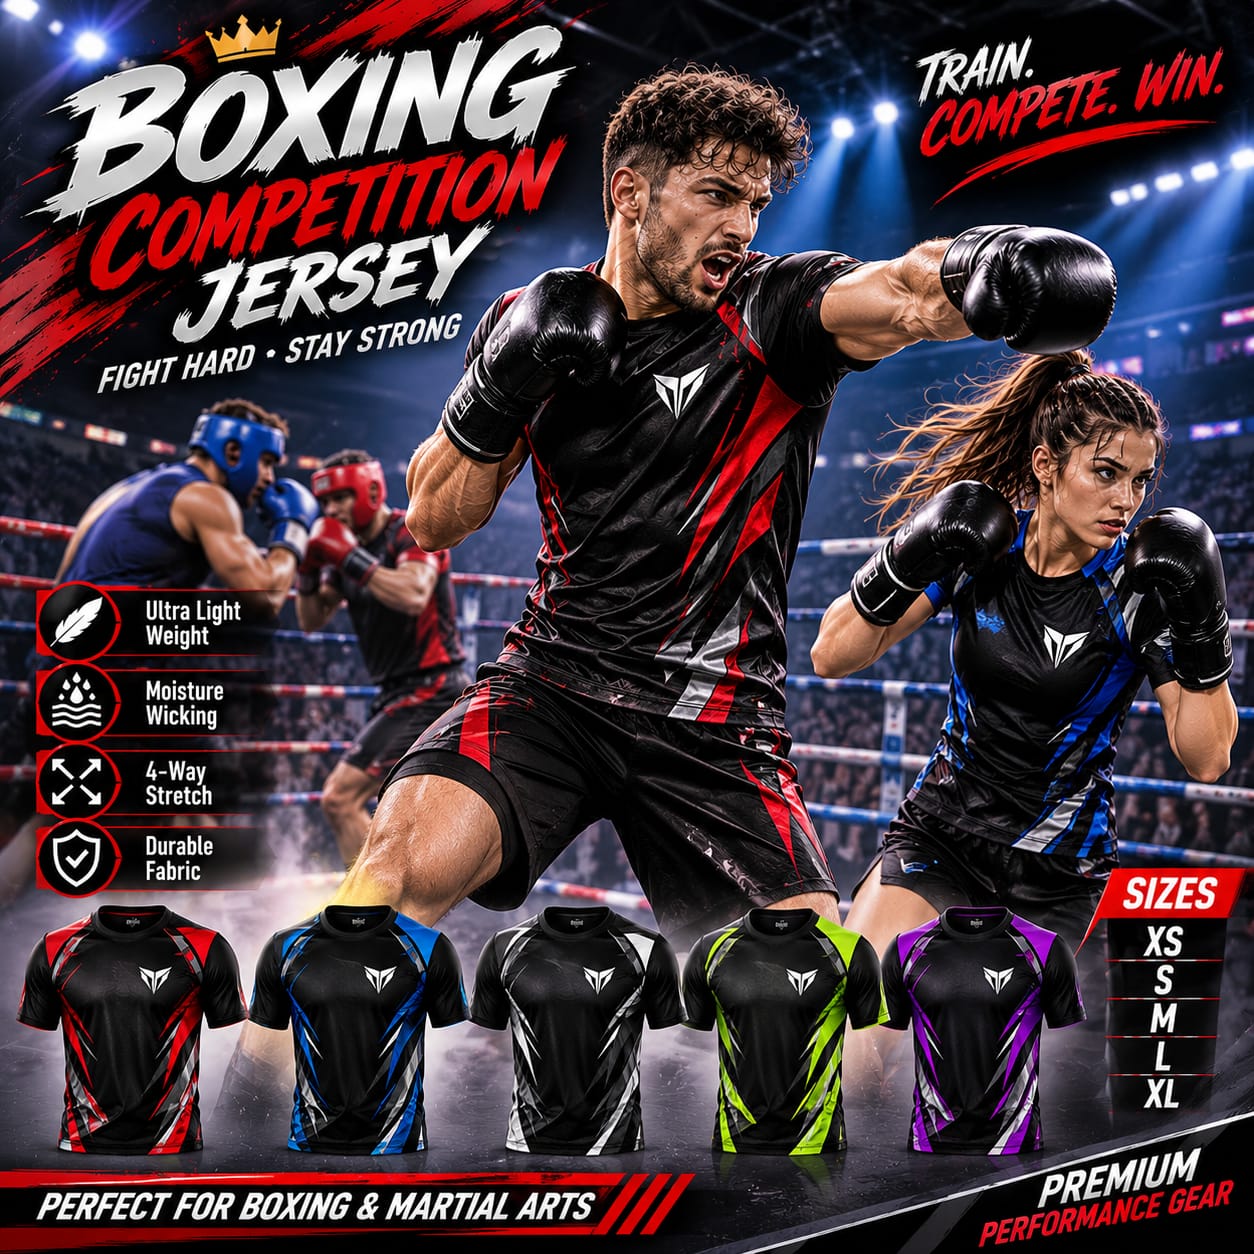 BOXING
COMPETITION
JERSEY
FIGHT HARD • STAY STRONG
TRAIN.
COMPETE. WIN.
Ultra Light
Weight
Moisture
Wicking
4-Way
Stretch
Durable
Fabric
SIZES
XS
S
M
L
XL
PERFECT FOR BOXING & MARTIAL ARTS
PREMIUM
PERFORMANCE GEAR